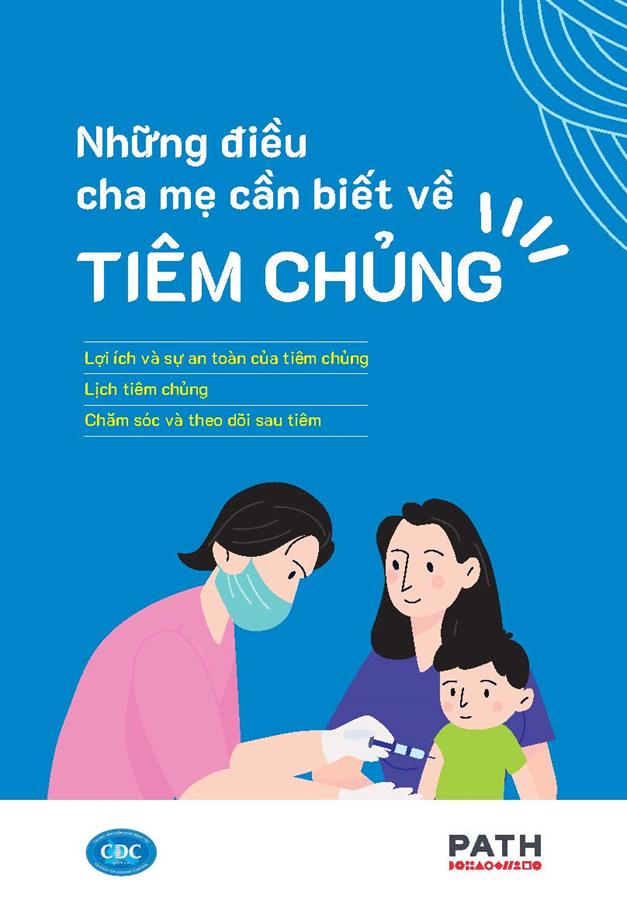 Những điều
cha mẹ cần biết về
TIÊM CHỦNG
Lợi ích và sự an toàn của tiêm chủng
Lịch tiêm chủng
Chăm sóc và theo dõi sau tiêm
CDC
PATH